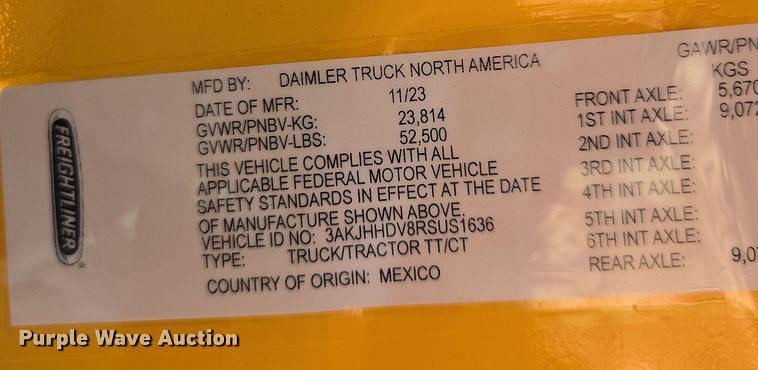 FREIGHTLINER
MFD BY: DAIMLER TRUCK NORTH AMERICA
DATE OF MFR: 11/23
GVWR/PNBV-KG: 23,814
GVWR/PNBV-LBS: 52,500
THIS VEHICLE COMPLIES WITH ALL
APPLICABLE FEDERAL MOTOR VEHICLE
SAFETY STANDARDS IN EFFECT AT THE DATE
OF MANUFACTURE SHOWN ABOVE.
VEHICLE ID NO: 3AKJHHDV8RSUS1636
TYPE: TRUCK/TRACTOR TT/CT
COUNTRY OF ORIGIN: MEXICO
GAWR/PN
KGS
FRONT AXLE: 5,670
1ST INT AXLE: 9,072
2ND INT AXLE:
3RD INT AXLE:
4TH INT AXLE:
5TH INT AXLE:
6TH INT AXLE:
REAR AXLE: 9,0
Purple Wave Auction